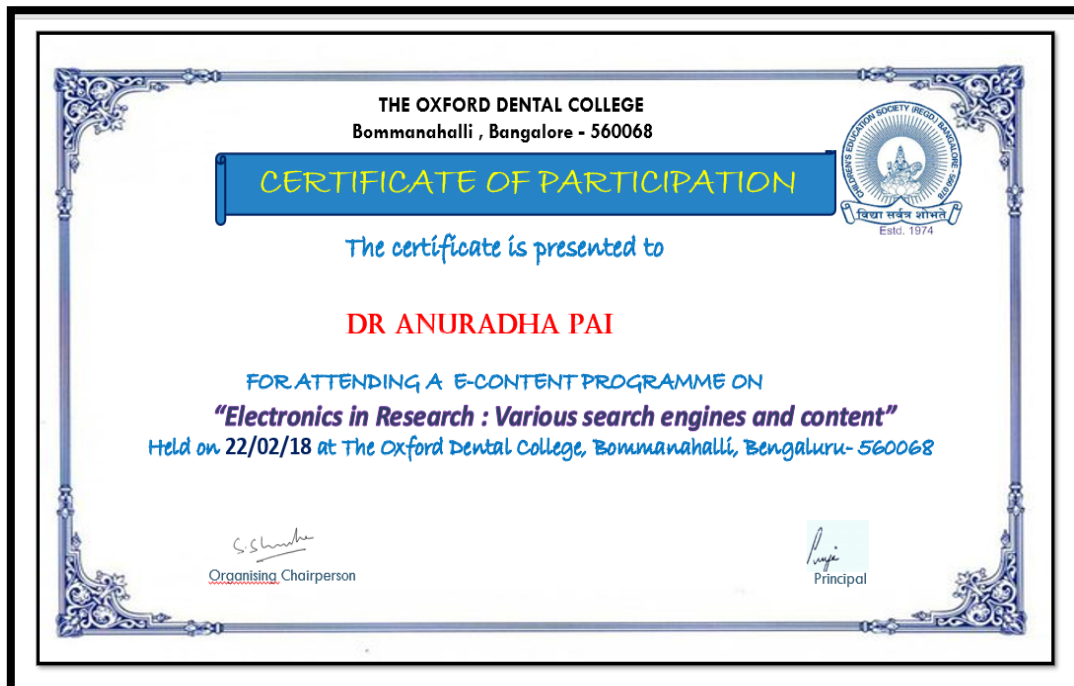 THE OXFORD DENTAL COLLEGE
Bommanahalli , Bangalore - 560068
CERTIFICATE OF PARTICIPATION
CHILDREN'S EDUCATION SOCIETY (REGD.) BANGALORE - 560 078
विद्या सर्वत्र शोभते
Estd. 1974
The certificate is presented to
DR ANURADHA PAI
FOR ATTENDING A E-CONTENT PROGRAMME ON
“Electronics in Research : Various search engines and content”
Held on 22/02/18 at The Oxford Dental College, Bommanahalli, Bengaluru- 560068
Organising Chairperson
Principal